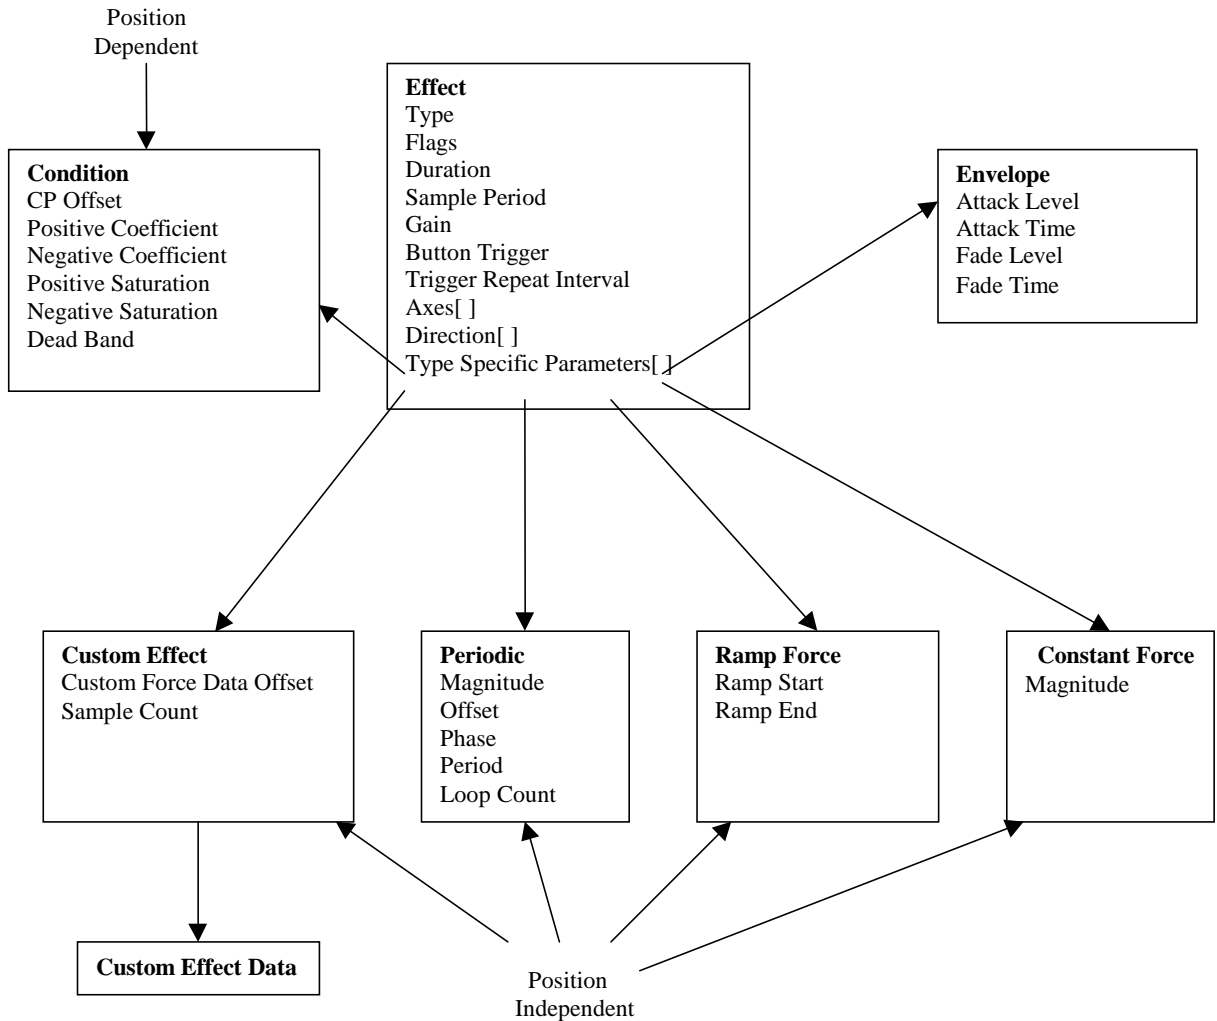 Position
Dependent
Effect
Type
Flags
Duration
Sample Period
Gain
Button Trigger
Trigger Repeat Interval
Axes[ ]
Direction[ ]
Type Specific Parameters[ ]
Condition
CP Offset
Positive Coefficient
Negative Coefficient
Positive Saturation
Negative Saturation
Dead Band
Envelope
Attack Level
Attack Time
Fade Level
Fade Time
Custom Effect
Custom Force Data Offset
Sample Count
Periodic
Magnitude
Offset
Phase
Period
Loop Count
Ramp Force
Ramp Start
Ramp End
Constant Force
Magnitude
Custom Effect Data
Position
Independent